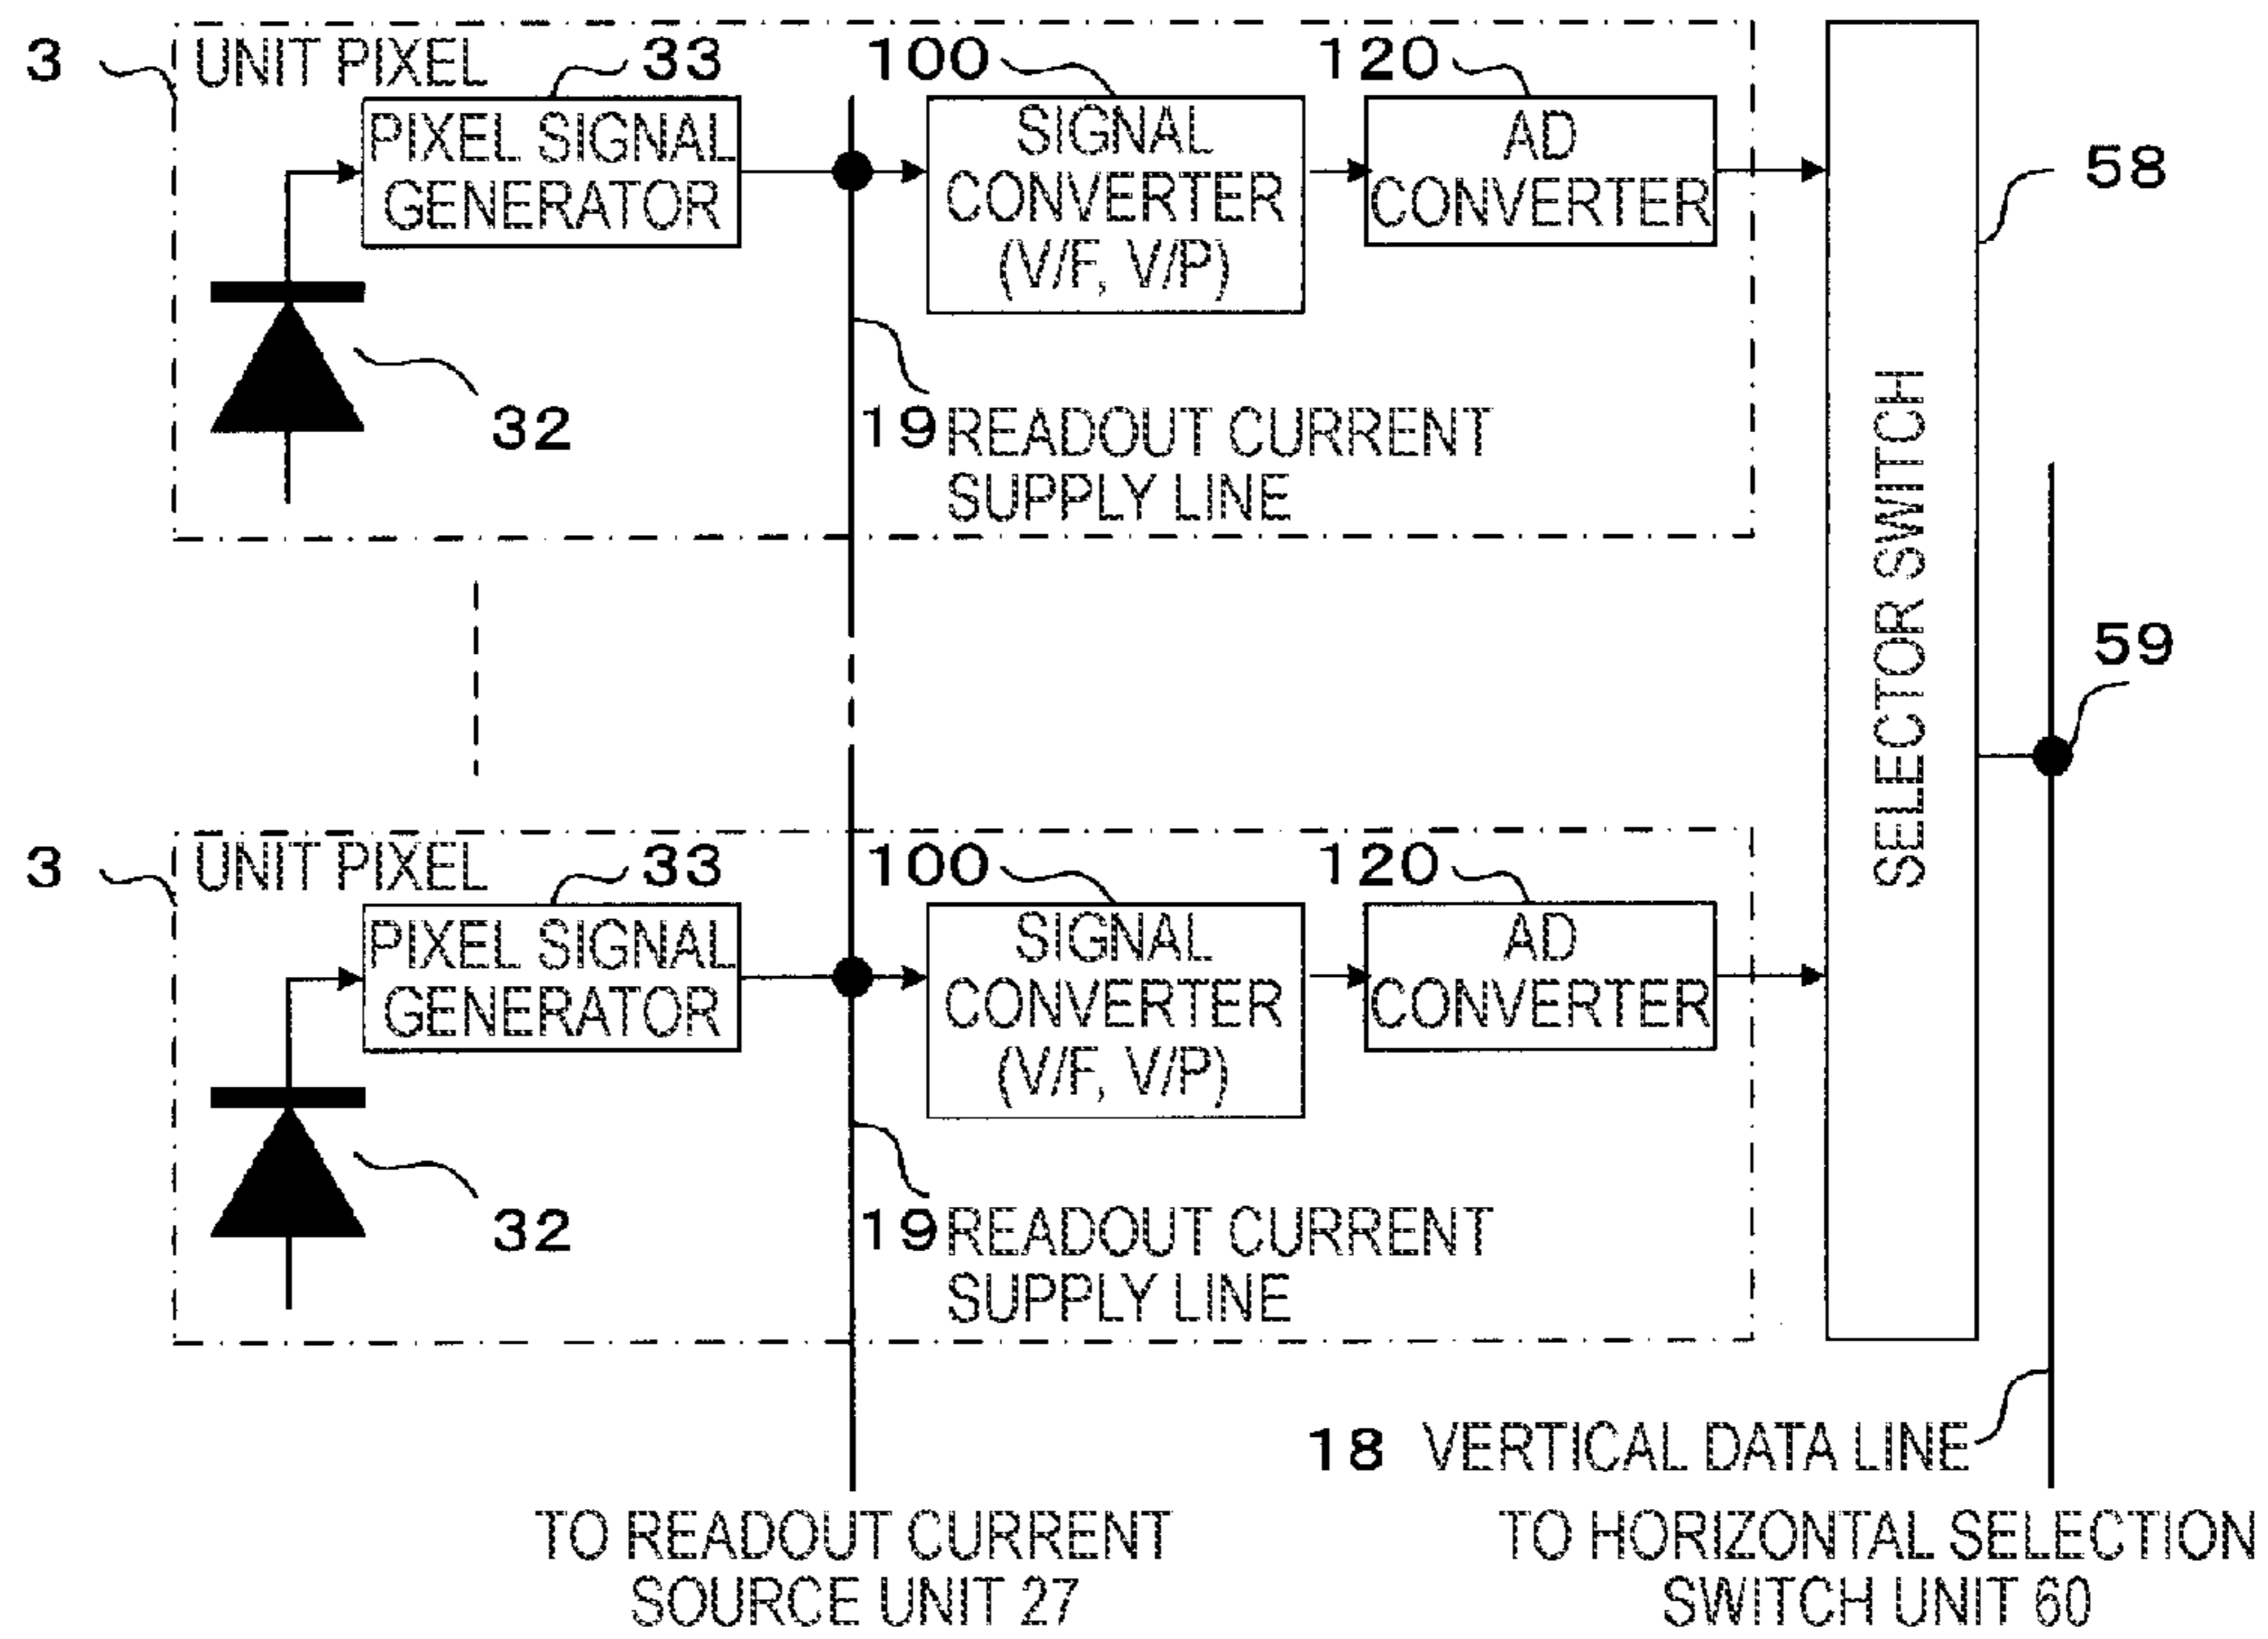 3 UNIT PIXEL 33 100 120
PIXEL SIGNAL
GENERATOR
SIGNAL
CONVERTER
(V/F, V/P)
AD
CONVERTER
58
32
19 READOUT CURRENT
SUPPLY LINE
SELECTOR SWITCH
59
3 UNIT PIXEL 33 100 120
PIXEL SIGNAL
GENERATOR
SIGNAL
CONVERTER
(V/F, V/P)
AD
CONVERTER
32
19 READOUT CURRENT
SUPPLY LINE
18 VERTICAL DATA LINE
TO READOUT CURRENT
SOURCE UNIT 27
TO HORIZONTAL SELECTION
SWITCH UNIT 60